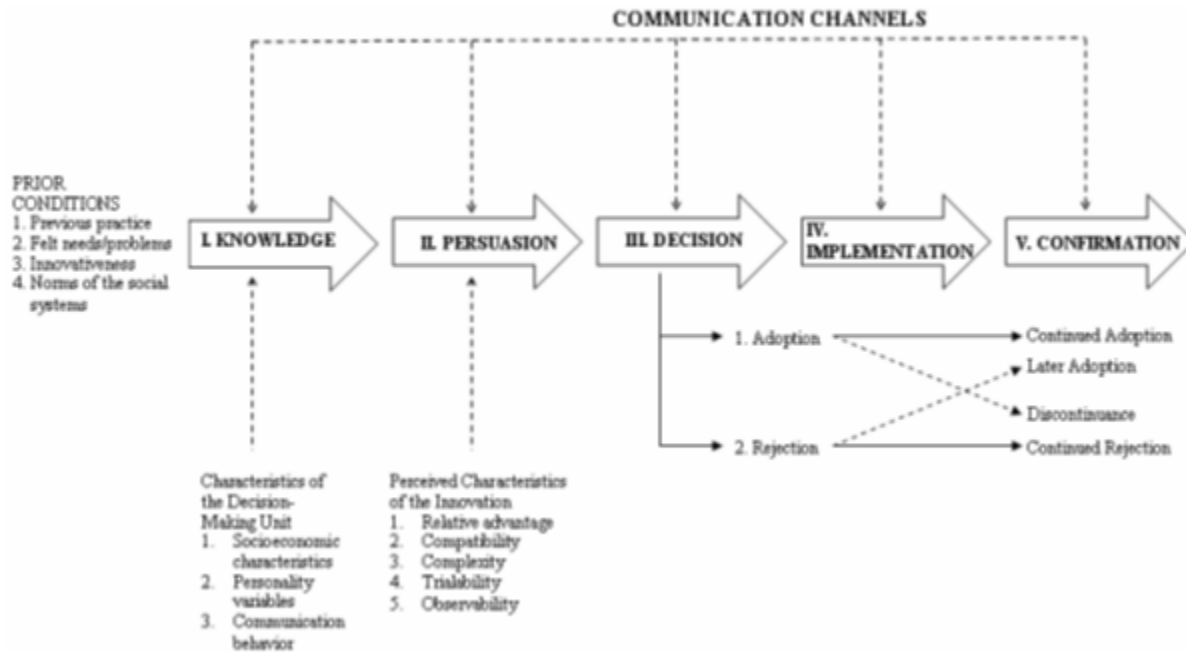 COMMUNICATION CHANNELS
PRIOR
CONDITIONS
1. Previous practice
2. Felt needs/problems
3. Innovativeness
4. Norms of the social
systems
I. KNOWLEDGE
II. PERSUASION
III. DECISION
IV.
IMPLEMENTATION
V. CONFIRMATION
1. Adoption
2. Rejection
Continued Adoption
Later Adoption
Discontinuance
Continued Rejection
Characteristics of
the Decision-
Making Unit
1. Socioeconomic
characteristics
2. Personality
variables
3. Communication
behavior
Perceived Characteristics
of the Innovation
1. Relative advantage
2. Compatibility
3. Complexity
4. Trialability
5. Observability